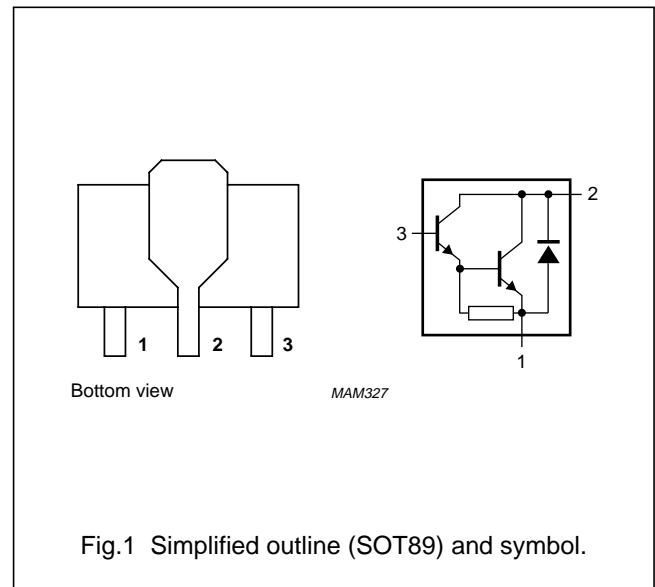 1 2 3
3
2
1
Bottom view
MAM327
Fig.1 Simplified outline (SOT89) and symbol.